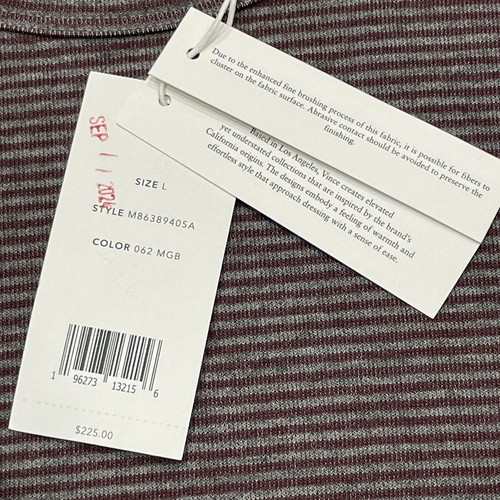 Due to the enhanced fine brushing process of this fabric, it is possible for fibers to
cluster on the fabric surface. Abrasive contact should be avoided to preserve the
finishing.
Based in Los Angeles, Vince creates elevated
yet understated collections that are inspired by the brand's
California origins. The designs embody a feeling of warmth and
effortless style that approach dressing with a sense of ease.
SEP 11 2024
SIZE L
STYLE M86389405A
COLOR 062 MGB
1 96273 13215 6
$225.00